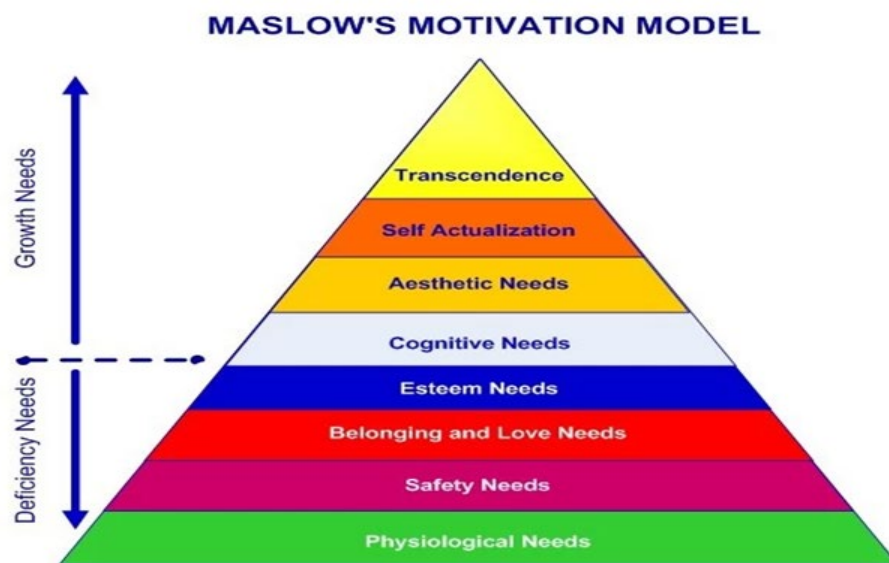 MASLOW'S MOTIVATION MODEL
Growth Needs
Deficiency Needs
Transcendence
Self Actualization
Aesthetic Needs
Cognitive Needs
Esteem Needs
Belonging and Love Needs
Safety Needs
Physiological Needs